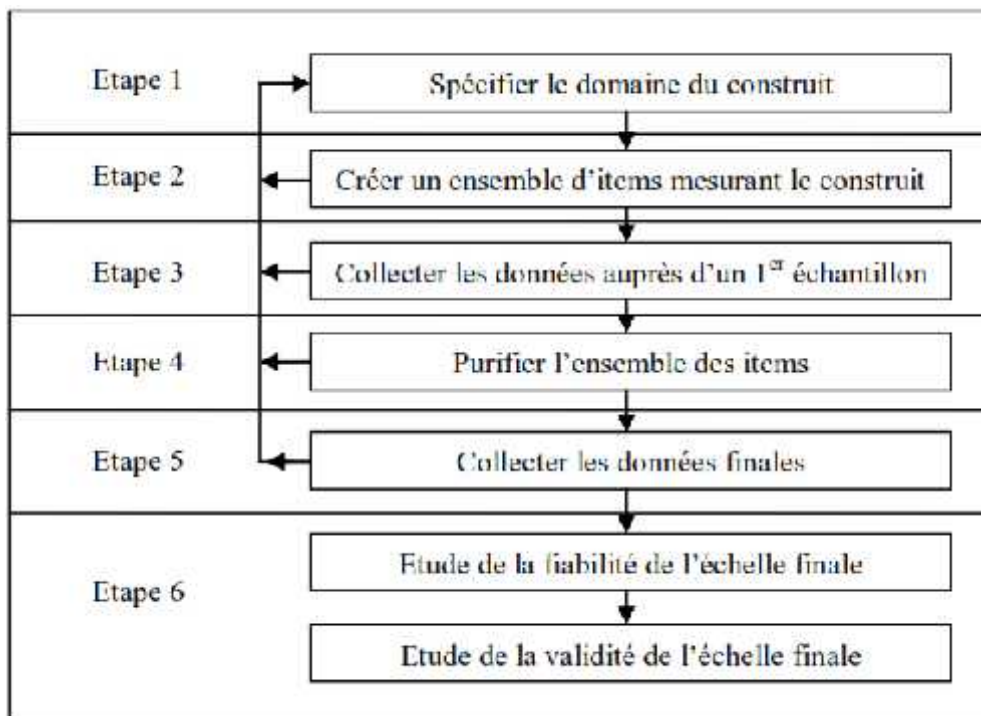 Etape 1
Spécifier le domaine du construit
Etape 2
Créer un ensemble d'items mesurant le construit
Etape 3
Collecter les données auprès d'un 1er échantillon
Etape 4
Purifier l'ensemble des items
Etape 5
Collecter les données finales
Etape 6
Etude de la fiabilité de l'échelle finale
Etude de la validité de l'échelle finale